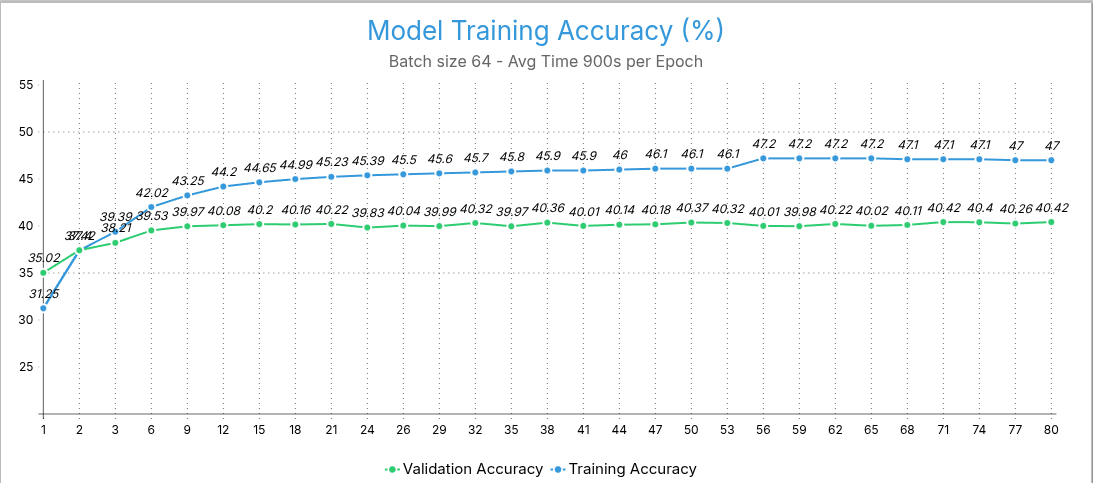 Model Training Accuracy (%)
Batch size 64 - Avg Time 900s per Epoch
55
50
45
40
35
30
25
47.2 47.2 47.2 47.2 47.1 47.1 47.1 47 47
44.2 44.65 44.99 45.23 45.39 45.5 45.6 45.7 45.8 45.9 45.9 46 46.1 46.1 46.1
42.02 43.25
39.39 39.53 39.97 40.08 40.2 40.16 40.22 39.83 40.04 39.99 40.32 39.97 40.36 40.01 40.14 40.18 40.37 40.32 40.01 39.98 40.22 40.02 40.11 40.42 40.4 40.26 40.42
38.21
35.02
31.25
1 2 3 6 9 12 15 18 21 24 26 29 32 35 38 41 44 47 50 53 56 59 62 65 68 71 74 77 80
Validation Accuracy Training Accuracy